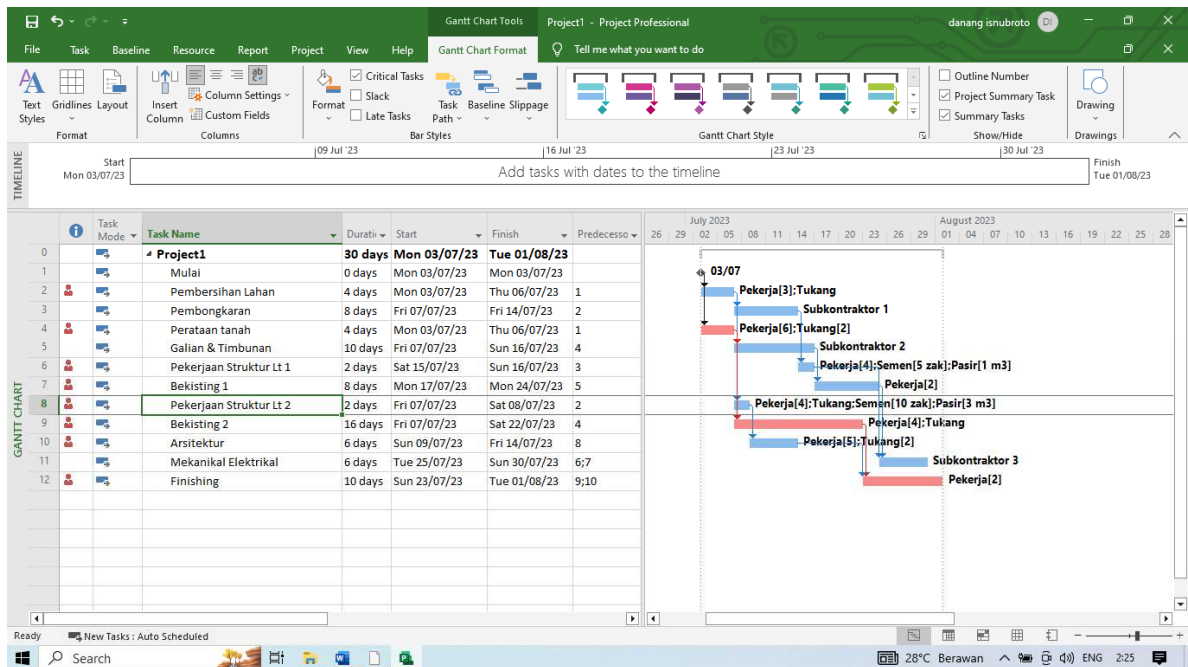 Gantt Chart Tools Project1 - Project Professional danang isnubroto DI
File Task Baseline Resource Report Project View Help Gantt Chart Format Tell me what you want to do
Text Styles Gridlines Layout
Format
Insert Column Column Settings Custom Fields
Columns
Format Critical Tasks Slack Late Tasks Task Path Baseline Slippage
Bar Styles
Gantt Chart Style
Outline Number
Project Summary Task
Summary Tasks
Show/Hide
Drawing
Drawings
TIMELINE
09 Jul '23 16 Jul '23 23 Jul '23 30 Jul '23
Start
Mon 03/07/23
Add tasks with dates to the timeline
Finish
Tue 01/08/23
GANTT CHART
Task Mode Task Name Durati Start Finish Predecesso
July 2023 August 2023
26 29 02 05 08 11 14 17 20 23 26 29 01 04 07 10 13 16 19 22 25 28
0 Project1 30 days Mon 03/07/23 Tue 01/08/23
1 Mulai 0 days Mon 03/07/23 Mon 03/07/23 03/07
2 Pembersihan Lahan 4 days Mon 03/07/23 Thu 06/07/23 1 Pekerja[3];Tukang
3 Pembongkaran 8 days Fri 07/07/23 Fri 14/07/23 2 Subkontraktor 1
4 Perataan tanah 4 days Mon 03/07/23 Thu 06/07/23 1 Pekerja[6];Tukang[2]
5 Galian & Timbunan 10 days Fri 07/07/23 Sun 16/07/23 4 Subkontraktor 2
6 Pekerjaan Struktur Lt 1 2 days Sat 15/07/23 Sun 16/07/23 3 Pekerja[4];Semen[5 zak];Pasir[1 m3]
7 Bekisting 1 8 days Mon 17/07/23 Mon 24/07/23 5 Pekerja[2]
8 Pekerjaan Struktur Lt 2 2 days Fri 07/07/23 Sat 08/07/23 2 Pekerja[4];Tukang;Semen[10 zak];Pasir[3 m3]
9 Bekisting 2 16 days Fri 07/07/23 Sat 22/07/23 4 Pekerja[4];Tukang
10 Arsitektur 6 days Sun 09/07/23 Fri 14/07/23 8 Pekerja[5];Tukang[2]
11 Mekanikal Elektrikal 6 days Tue 25/07/23 Sun 30/07/23 6;7 Subkontraktor 3
12 Finishing 10 days Sun 23/07/23 Tue 01/08/23 9;10 Pekerja[2]
Ready New Tasks : Auto Scheduled
Search 28°C Berawan ENG 2:25